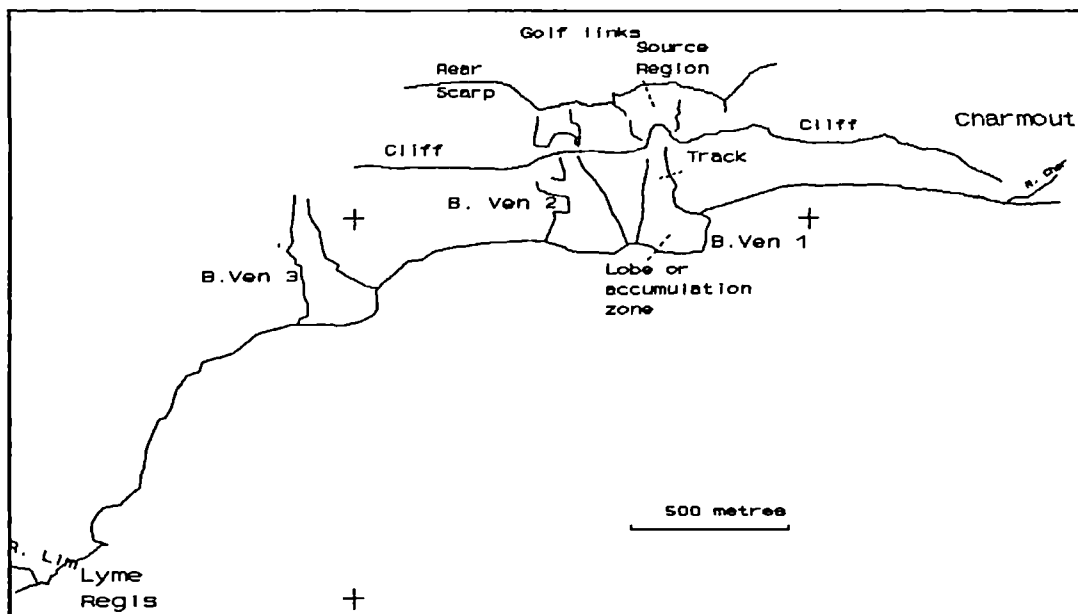 Golf links
Source
Region
Rear
Scarp
Cliff
Cliff
Charmout
R. Char
Track
B. Ven 2
B.Ven 1
B.Ven 3
Lobe or
accumulation
zone
500 metres
R. Lim
Lyme
Regis